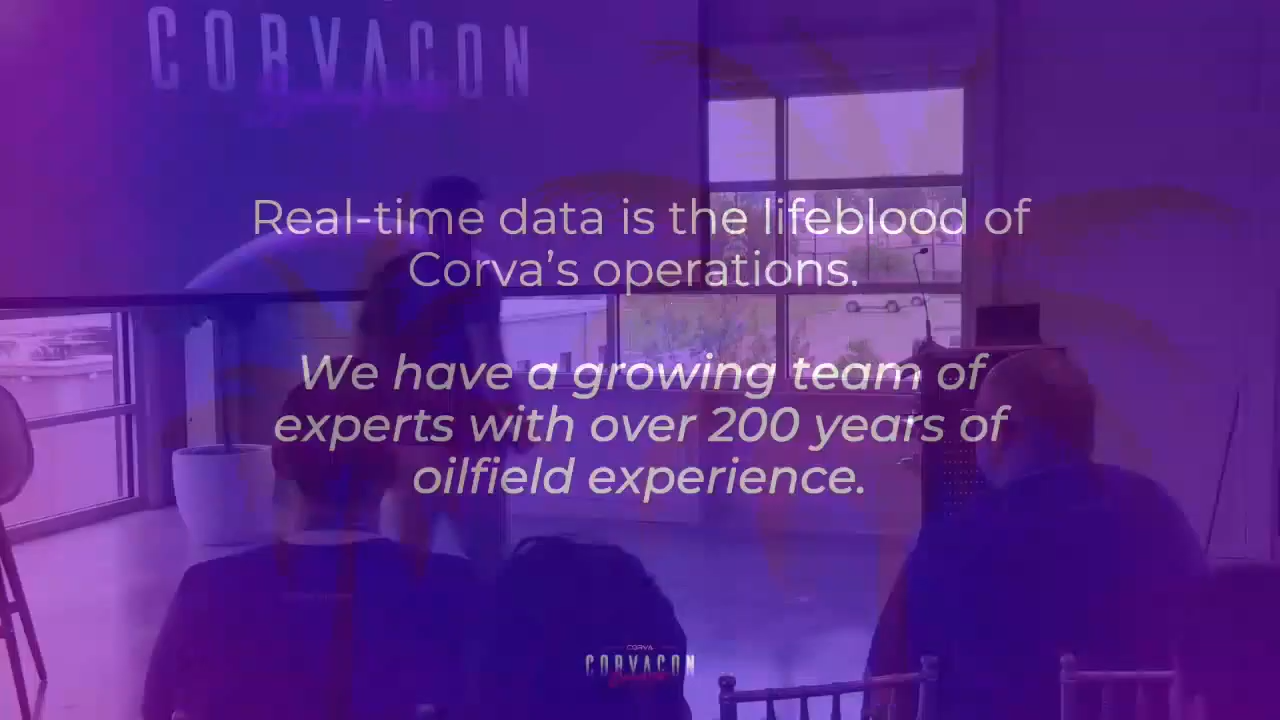 CORVACON
Real-time data is the lifeblood of
Corva’s operations.
We have a growing team of
experts with over 200 years of
oilfield experience.
CORVA
CORVACON